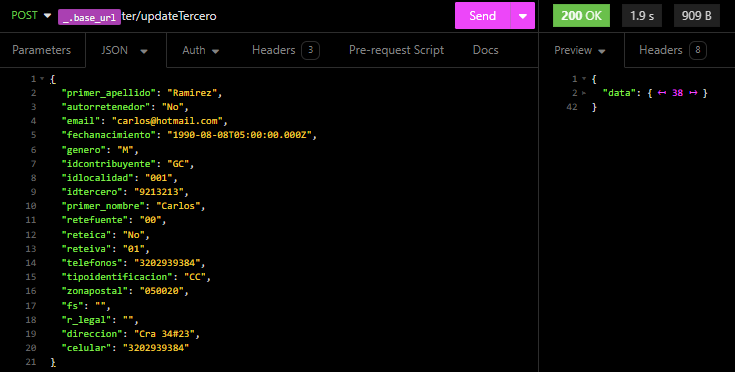 POST _.base_url ter/updateTercero Send 200 OK 1.9 s 909 B
Parameters JSON Auth Headers 3 Pre-request Script Docs Preview Headers 8
1 {
2 "primer_apellido": "Ramirez",
3 "autorretenedor": "No",
4 "email": "carlos@hotmail.com",
5 "fechanacimiento": "1990-08-08T05:00:00.000Z",
6 "genero": "M",
7 "idcontribuyente": "GC",
8 "idlocalidad": "001",
9 "idtercero": "9213213",
10 "primer_nombre": "Carlos",
11 "retefuente": "00",
12 "reteica": "No",
13 "reteiva": "01",
14 "telefonos": "3202939384",
15 "tipoidentificacion": "CC",
16 "zonapostal": "050020",
17 "fs": "",
18 "r_legal": "",
19 "direccion": "Cra 34#23",
20 "celular": "3202939384"
21 }
1 {
2 "data": { ↔ 38 ↔ }
42 }